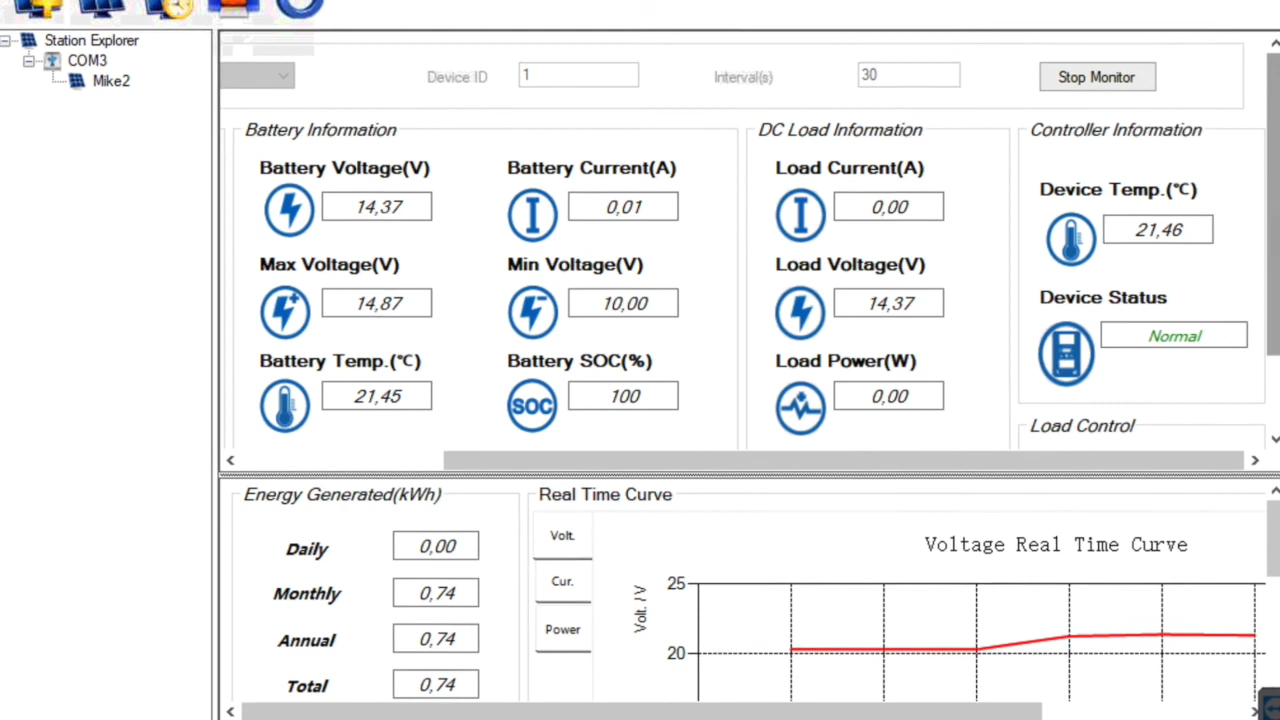 Station Explorer
COM3
Mike2
Device ID 1 Interval(s) 30 Stop Monitor
Battery Information DC Load Information Controller Information
Battery Voltage(V) Battery Current(A) Load Current(A)
14,37 0,01 0,00
Device Temp.(℃)
21,46
Max Voltage(V) Min Voltage(V) Load Voltage(V)
14,87 10,00 14,37
Device Status
Normal
Battery Temp.(℃) Battery SOC(%) Load Power(W)
21,45 SOC 100 0,00
Load Control
Energy Generated(kWh) Real Time Curve
Daily 0,00
Monthly 0,74
Annual 0,74
Total 0,74
Volt.
Cur.
Power
Voltage Real Time Curve
Volt. / V
25
20